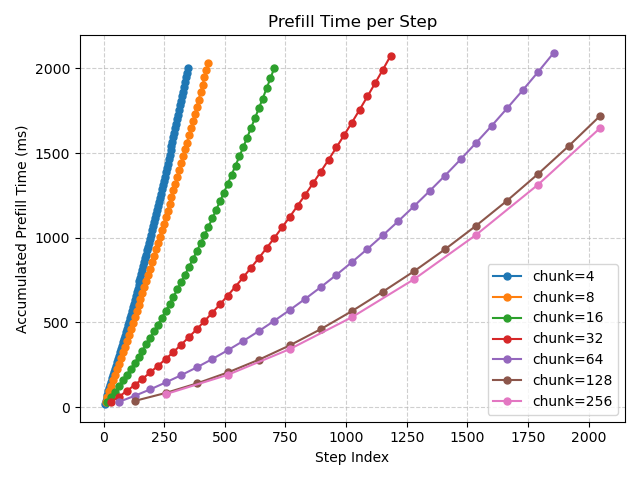 Prefill Time per Step
Accumulated Prefill Time (ms)
2000
1500
1000
500
0
0
250
500
750
1000
1250
1500
1750
2000
Step Index
chunk=4
chunk=8
chunk=16
chunk=32
chunk=64
chunk=128
chunk=256